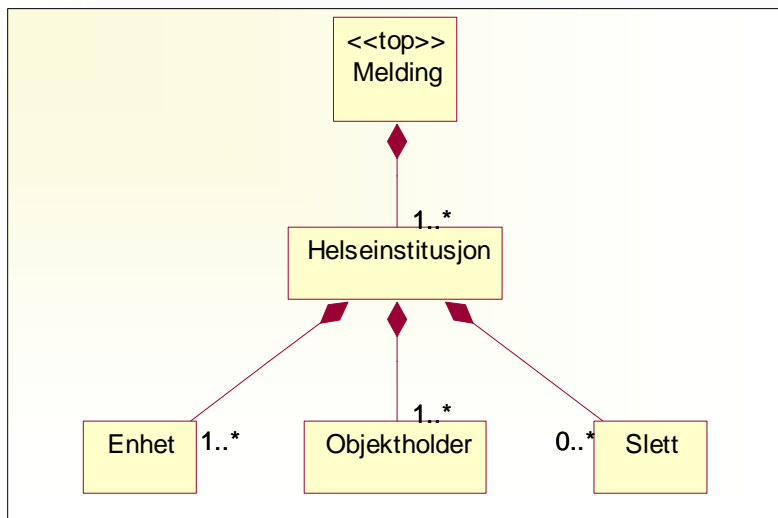 <<top>>
Melding
1..*
Helseinstitusjon
Enhet
1..*
Objektholder
1..*
0..*
Slett